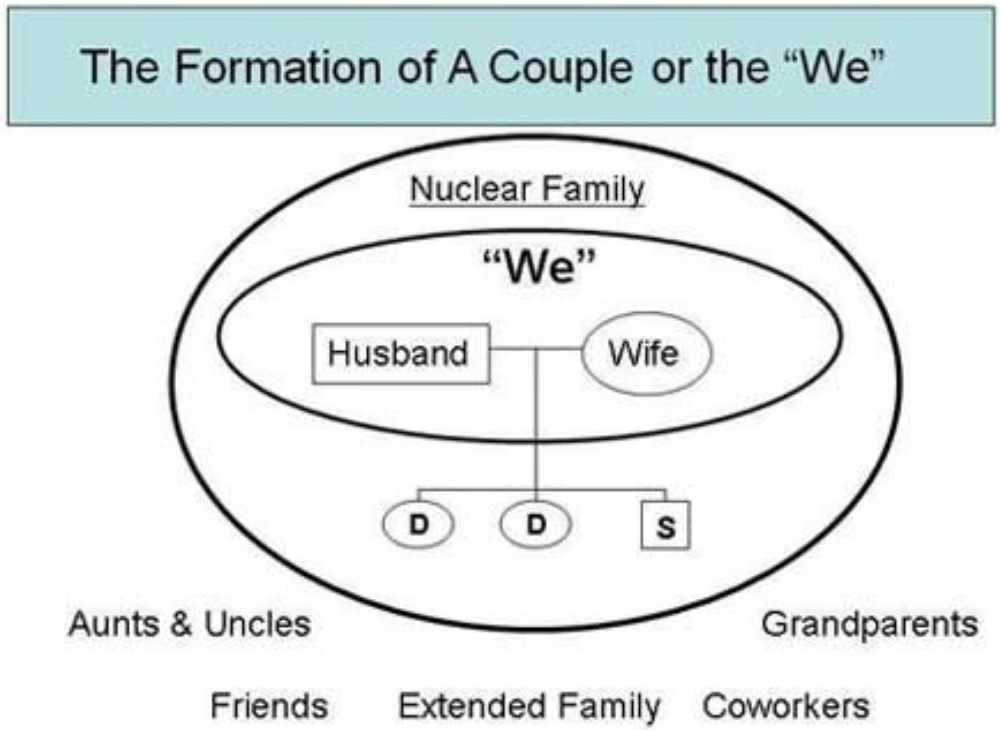 The Formation of A Couple or the “We”
Nuclear Family
“We”
Husband Wife
D D S
Aunts & Uncles Grandparents
Friends Extended Family Coworkers